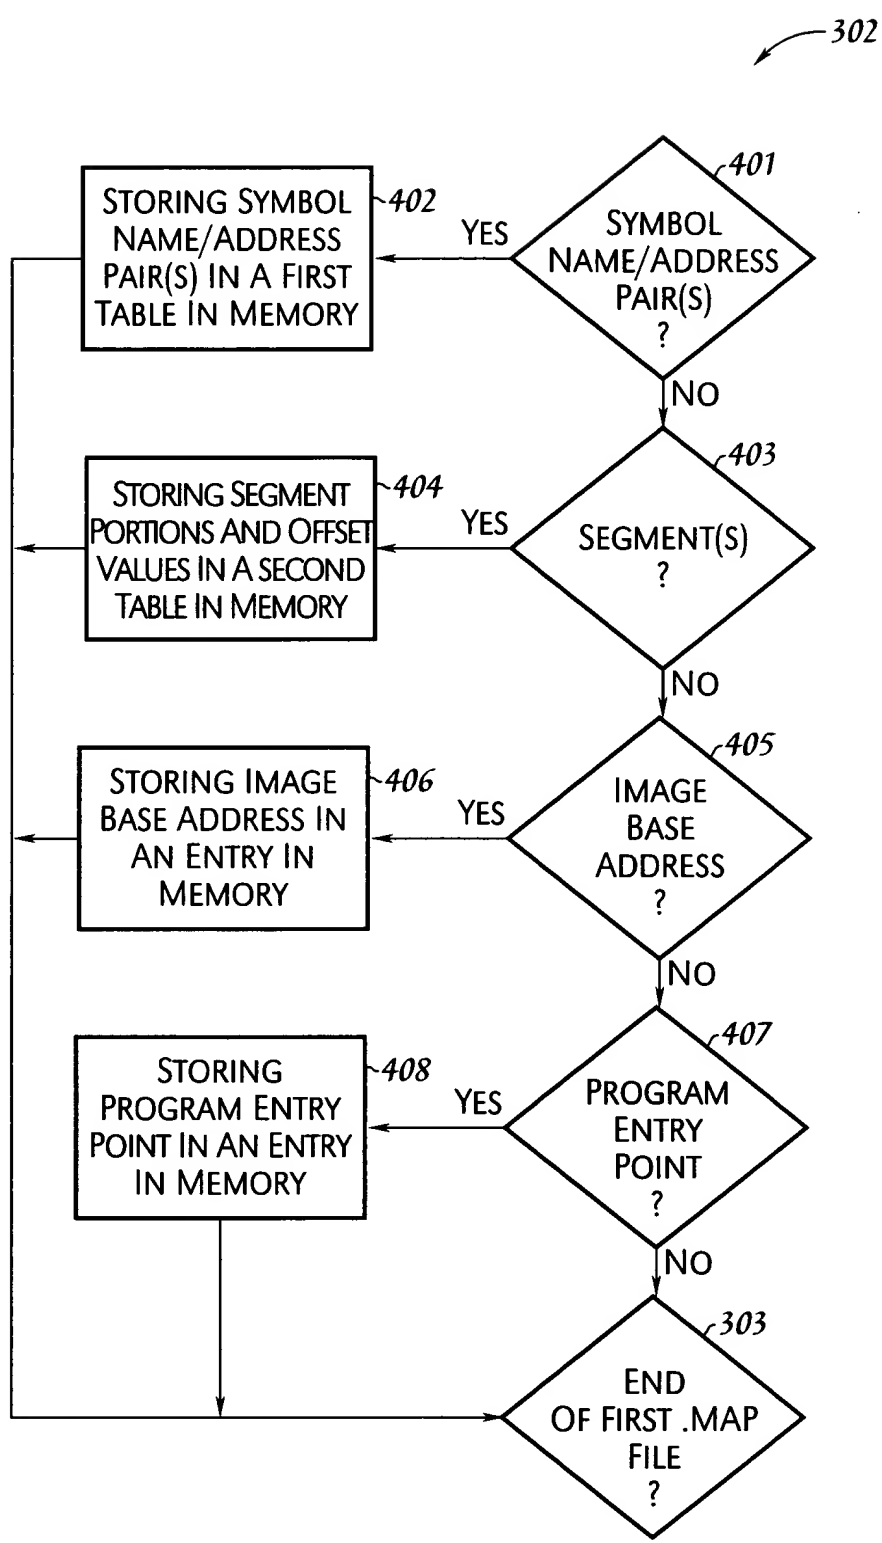 302
401
SYMBOL
NAME/ADDRESS
PAIR(S)
?
YES
402
STORING SYMBOL
NAME/ADDRESS
PAIR(S) IN A FIRST
TABLE IN MEMORY
NO
403
SEGMENT(S)
?
YES
404
STORING SEGMENT
PORTIONS AND OFFSET
VALUES IN A SECOND
TABLE IN MEMORY
NO
405
IMAGE
BASE
ADDRESS
?
YES
406
STORING IMAGE
BASE ADDRESS IN
AN ENTRY IN
MEMORY
NO
407
PROGRAM
ENTRY
POINT
?
YES
408
STORING
PROGRAM ENTRY
POINT IN AN ENTRY
IN MEMORY
NO
303
END
OF FIRST .MAP
FILE
?